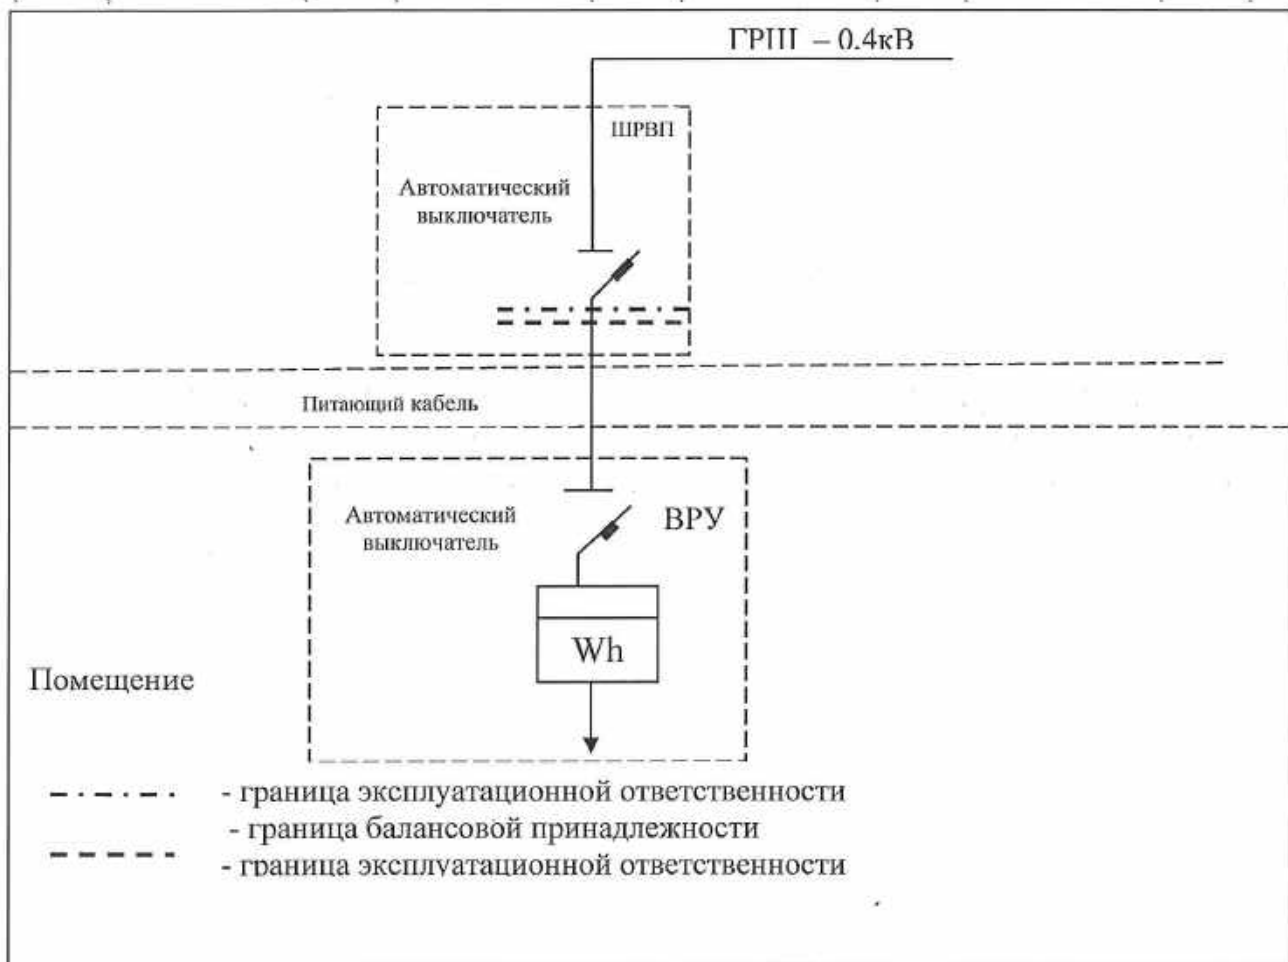 ГРЩ – 0.4кВ
ШРВП
Автоматический
выключатель
Питающий кабель
Автоматический
выключатель
ВРУ
Wh
Помещение
- граница эксплуатационной ответственности
- граница балансовой принадлежности
- граница эксплуатационной ответственности